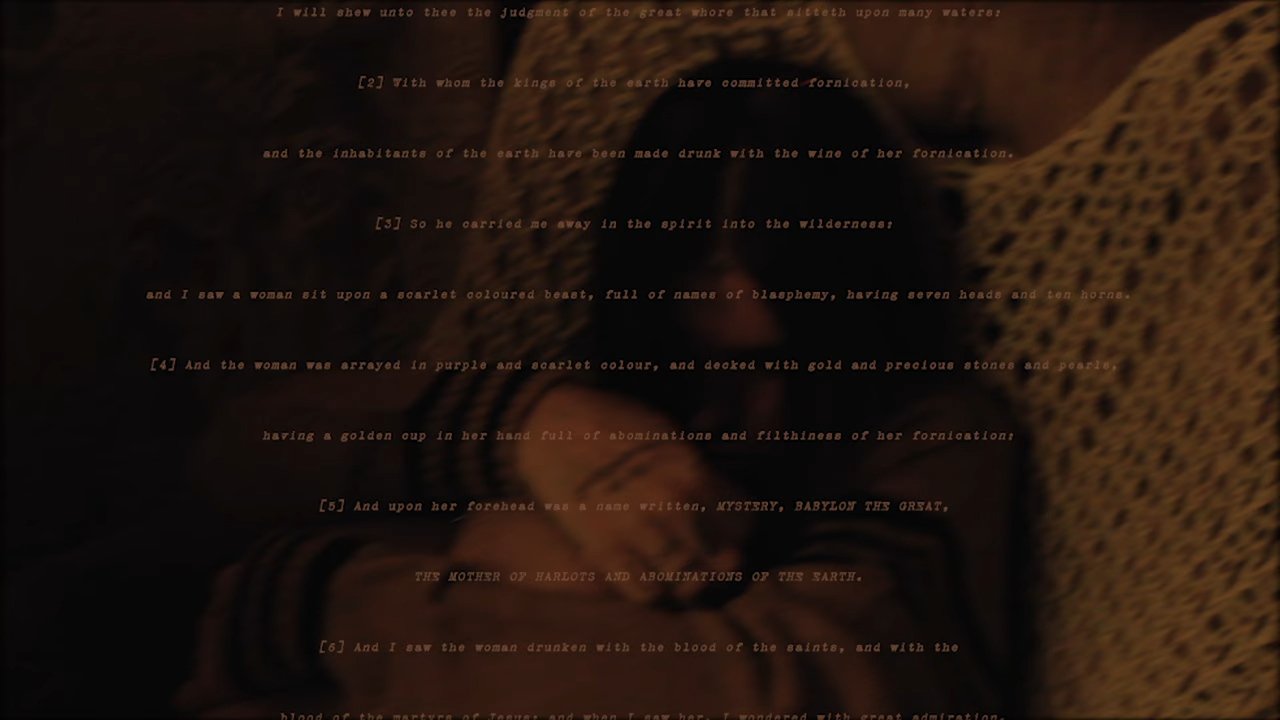 I will shew unto thee the judgment of the great whore that sitteth upon many waters:
[2] With whom the kings of the earth have committed fornication,
and the inhabitants of the earth have been made drunk with the wine of her fornication.
[3] So he carried me away in the spirit into the wilderness:
and I saw a woman sit upon a scarlet coloured beast, full of names of blasphemy, having seven heads and ten horns.
[4] And the woman was arrayed in purple and scarlet colour, and decked with gold and precious stones and pearls,
having a golden cup in her hand full of abominations and filthiness of her fornication:
[5] And upon her forehead was a name written, MYSTERY, BABYLON THE GREAT,
THE MOTHER OF HARLOTS AND ABOMINATIONS OF THE EARTH.
[6] And I saw the woman drunken with the blood of the saints, and with the
blood of the martyrs of Jesus: and when I saw her, I wondered with great admiration.